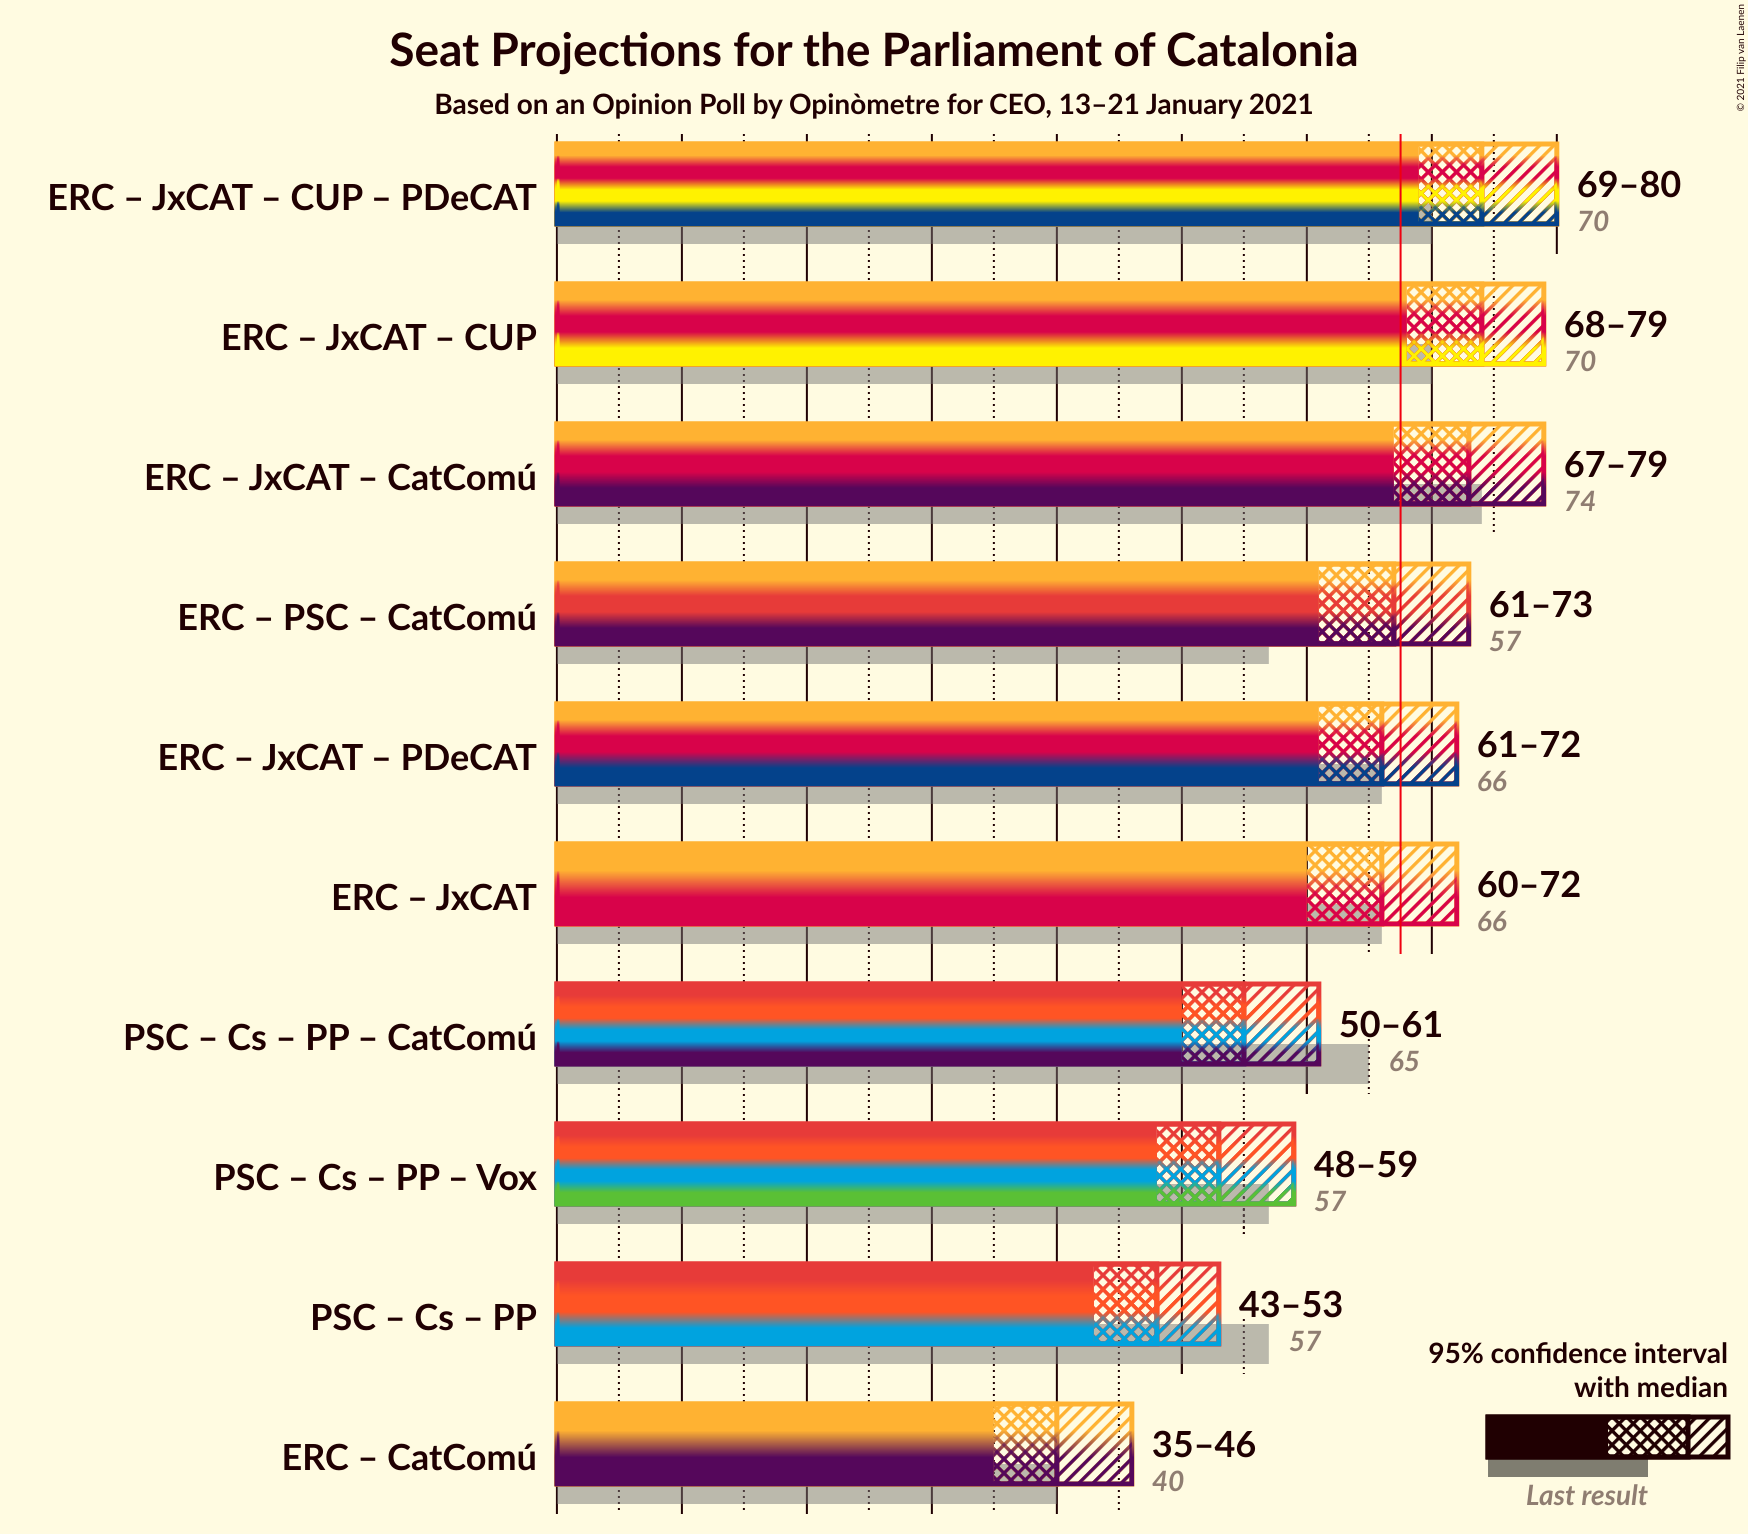 Seat Projections for the Parliament of Catalonia
Based on an Opinion Poll by Opinòmetre for CEO, 13–21 January 2021
© 2021 Filip van Laenen
ERC – JxCAT – CUP – PDeCAT
69–80
70
ERC – JxCAT – CUP
68–79
70
ERC – JxCAT – CatComú
67–79
74
ERC – PSC – CatComú
61–73
57
ERC – JxCAT – PDeCAT
61–72
66
ERC – JxCAT
60–72
66
PSC – Cs – PP – CatComú
50–61
65
PSC – Cs – PP – Vox
48–59
57
PSC – Cs – PP
43–53
57
ERC – CatComú
35–46
40
95% confidence interval
with median
Last result